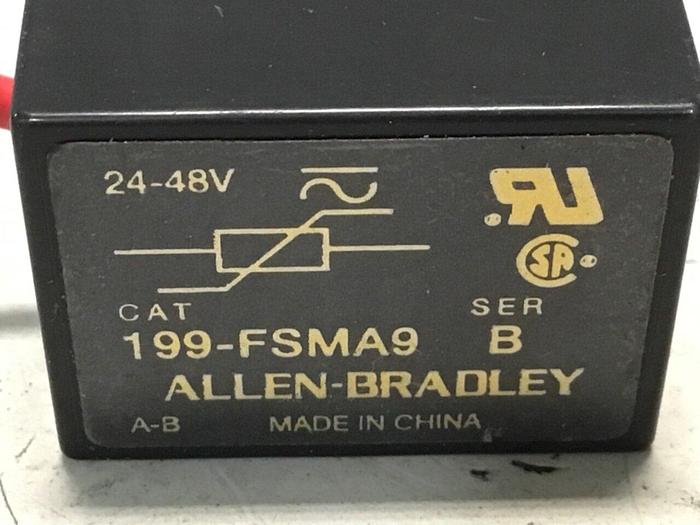 24-48V
CAT SER
199-FSMA9 B
ALLEN-BRADLEY
A-B MADE IN CHINA